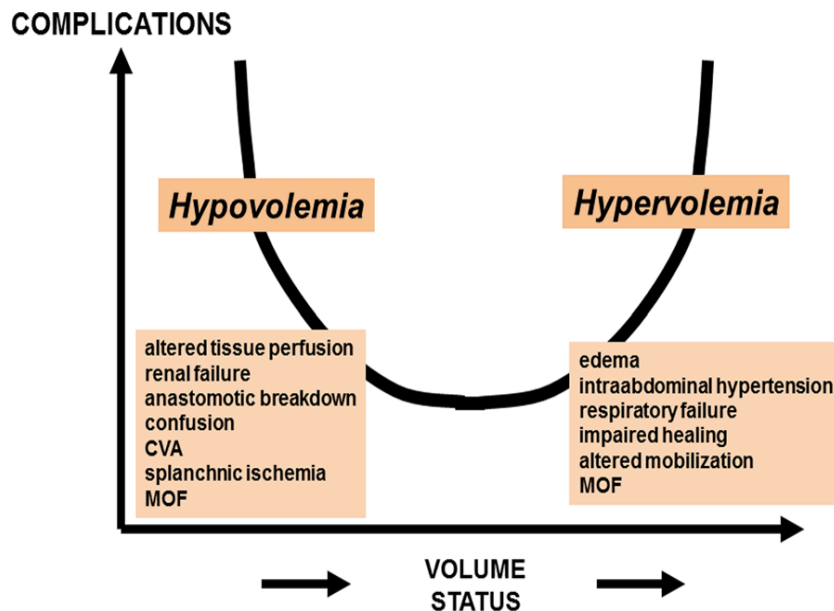 COMPLICATIONS
Hypovolemia
Hypervolemia
altered tissue perfusion
renal failure
anastomotic breakdown
confusion
CVA
splanchnic ischemia
MOF
edema
intraabdominal hypertension
respiratory failure
impaired healing
altered mobilization
MOF
VOLUME
STATUS